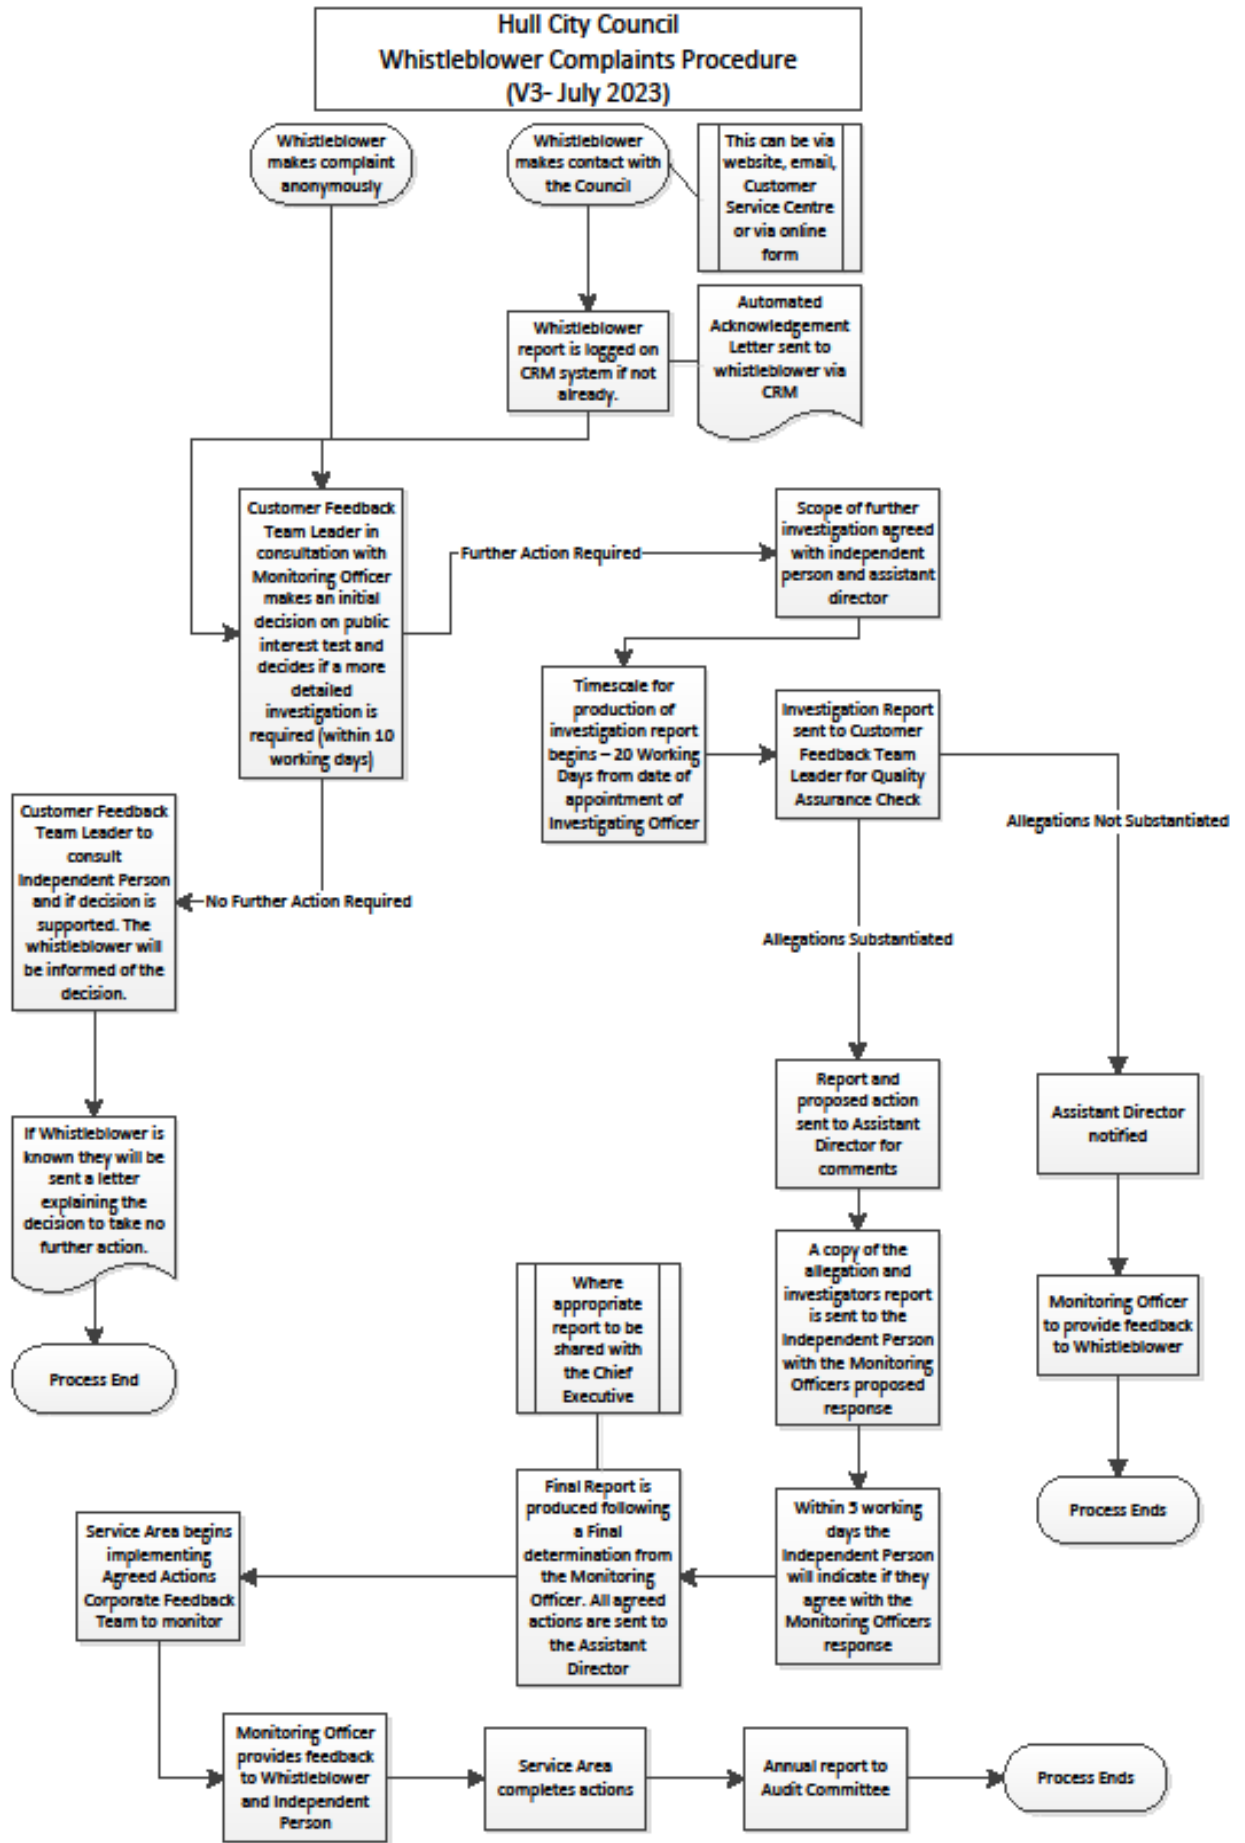 Hull City Council
Whistleblower Complaints Procedure
(V3- July 2023)
Whistleblower
makes complaint
anonymously
Whistleblower
makes contact with
the Council
This can be via
website, email,
Customer
Service Centre
or via online
form
Whistleblower
report is logged on
CRM system if not
already.
Automated
Acknowledgement
Letter sent to
whistleblower via
CRM
Customer Feedback
Team Leader in
consultation with
Monitoring Officer
makes an initial
decision on public
interest test and
decides if a more
detailed
investigation is
required (within 10
working days)
Further Action Required
Scope of further
investigation agreed
with independent
person and assistant
director
Timescale for
production of
investigation report
begins – 20 Working
Days from date of
appointment of
Investigating Officer
Investigation Report
sent to Customer
Feedback Team
Leader for Quality
Assurance Check
Allegations Not Substantiated
Customer Feedback
Team Leader to
consult
Independent Person
and if decision is
supported. The
whistleblower will
be informed of the
decision.
No Further Action Required
Allegations Substantiated
If Whistleblower is
known they will be
sent a letter
explaining the
decision to take no
further action.
Process End
Report and
proposed action
sent to Assistant
Director for
comments
Assistant Director
notified
A copy of the
allegation and
investigators report
is sent to the
Independent Person
with the Monitoring
Officers proposed
response
Monitoring Officer
to provide feedback
to Whistleblower
Process Ends
Where
appropriate
report to be
shared with
the Chief
Executive
Within 5 working
days the
Independent Person
will indicate if they
agree with the
Monitoring Officers
response
Final Report is
produced following
a Final
determination from
the Monitoring
Officer. All agreed
actions are sent to
the Assistant
Director
Service Area begins
implementing
Agreed Actions
Corporate Feedback
Team to monitor
Monitoring Officer
provides feedback
to Whistleblower
and Independent
Person
Service Area
completes actions
Annual report to
Audit Committee
Process Ends